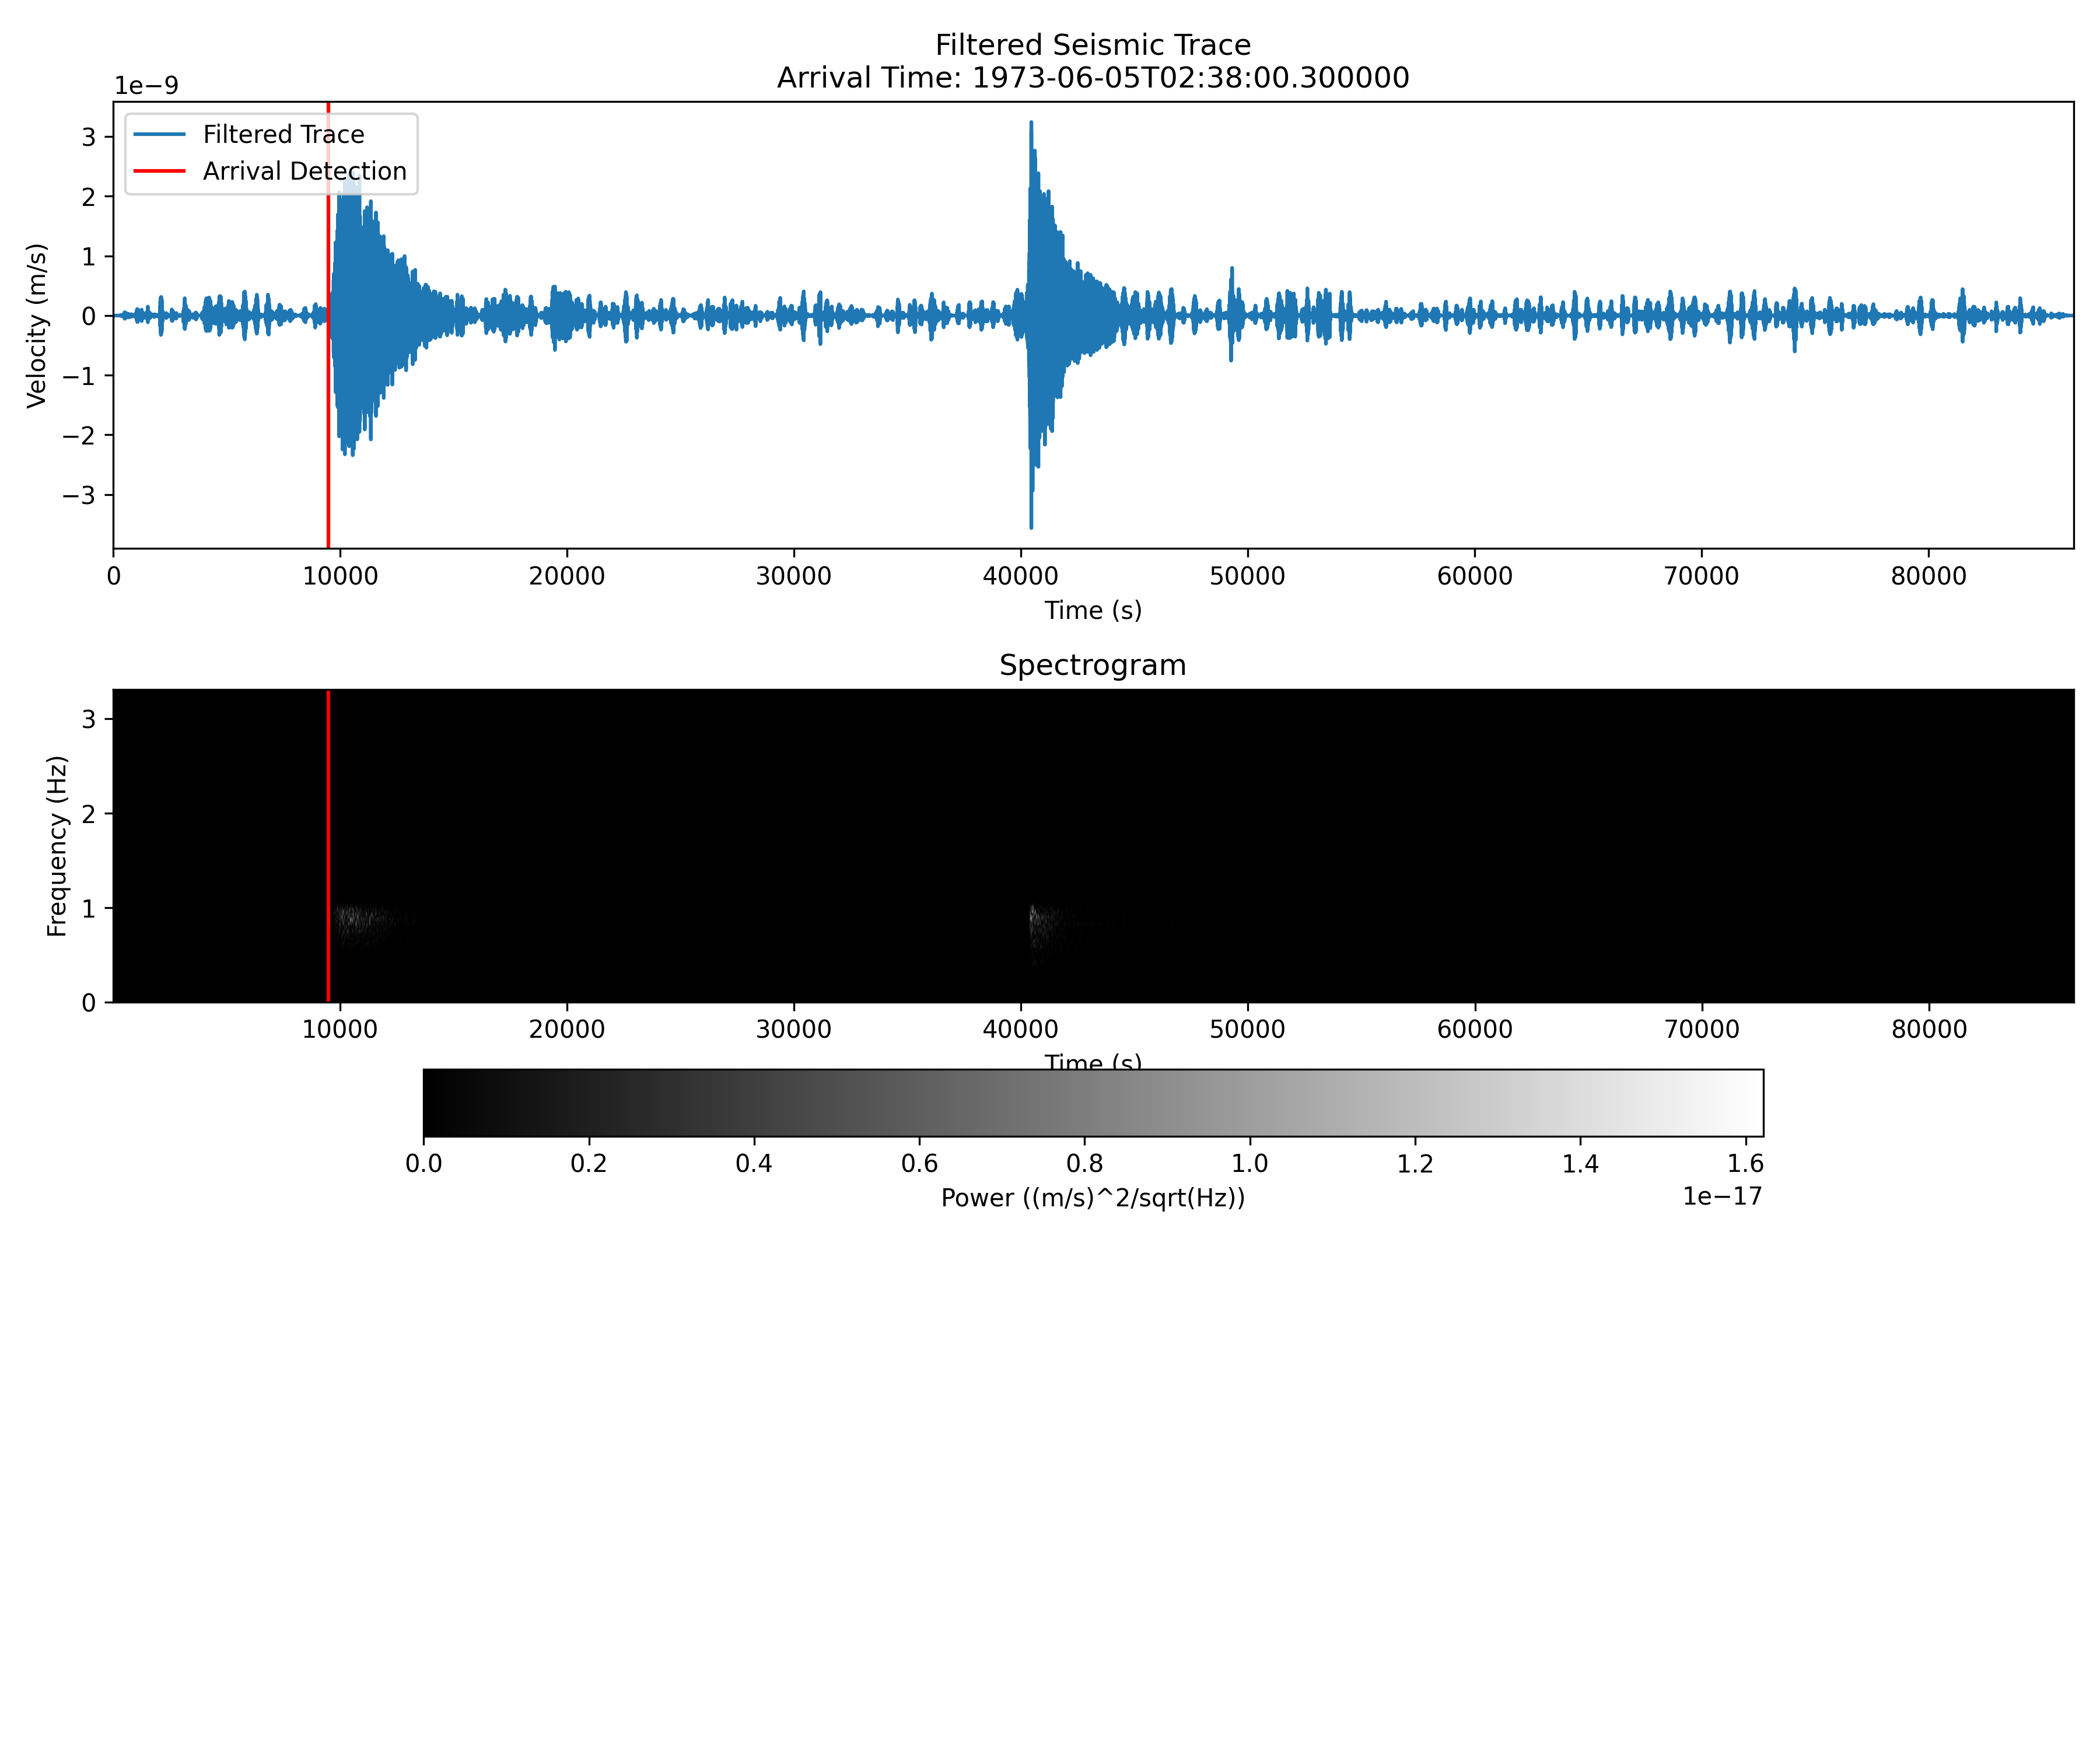 Filtered Seismic Trace
Arrival Time: 1973-06-05T02:38:00.300000
1e−9
Filtered Trace
Arrival Detection
3
2
1
0
−1
−2
−3
Velocity (m/s)
0 10000 20000 30000 40000 50000 60000 70000 80000
Time (s)
Spectrogram
3
2
1
0
Frequency (Hz)
10000 20000 30000 40000 50000 60000 70000 80000
Time (s)
0.0 0.2 0.4 0.6 0.8 1.0 1.2 1.4 1.6
1e−17
Power ((m/s)^2/sqrt(Hz))